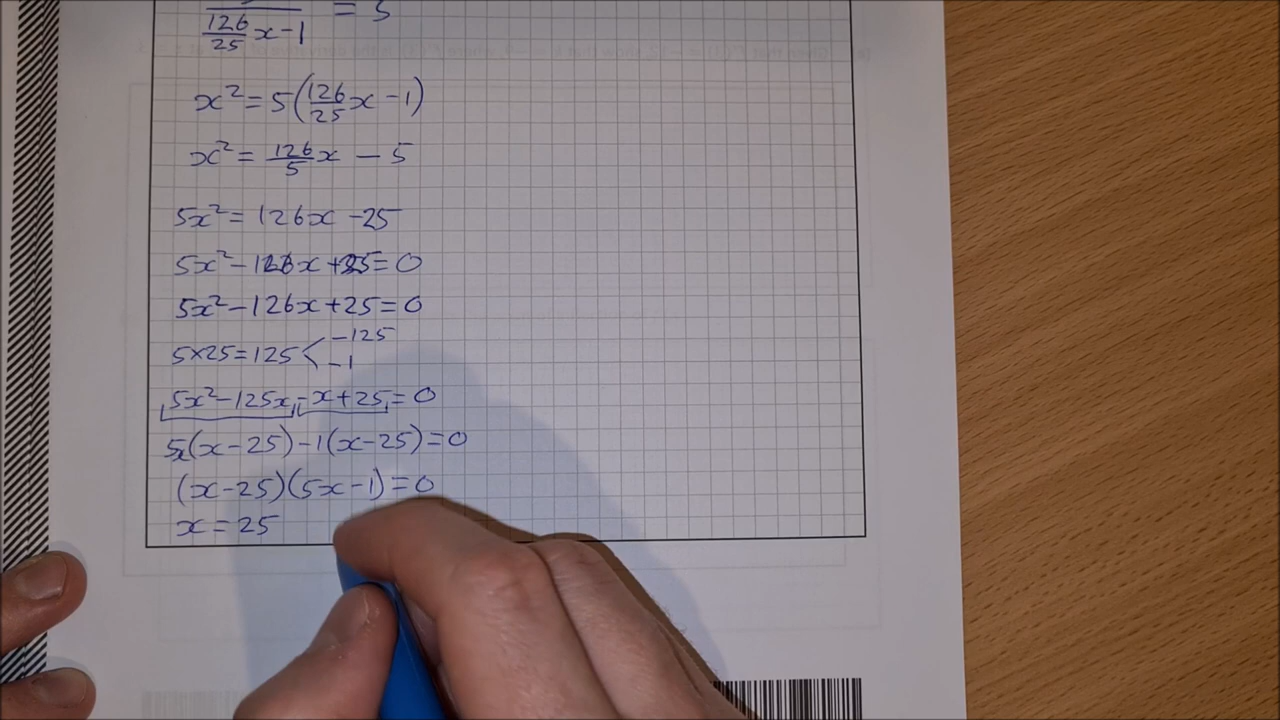 126/25 x - 1 = 5
x² = 5(126/25 x - 1)
x² = 126/5 x - 5
5x² = 126x - 25
5x² - 126x + 25 = 0
5x² - 126x + 25 = 0
5×25 = 125 < -125
-1
5x² - 125x - x + 25 = 0
5x(x - 25) - 1(x - 25) = 0
(x - 25)(5x - 1) = 0
x = 25